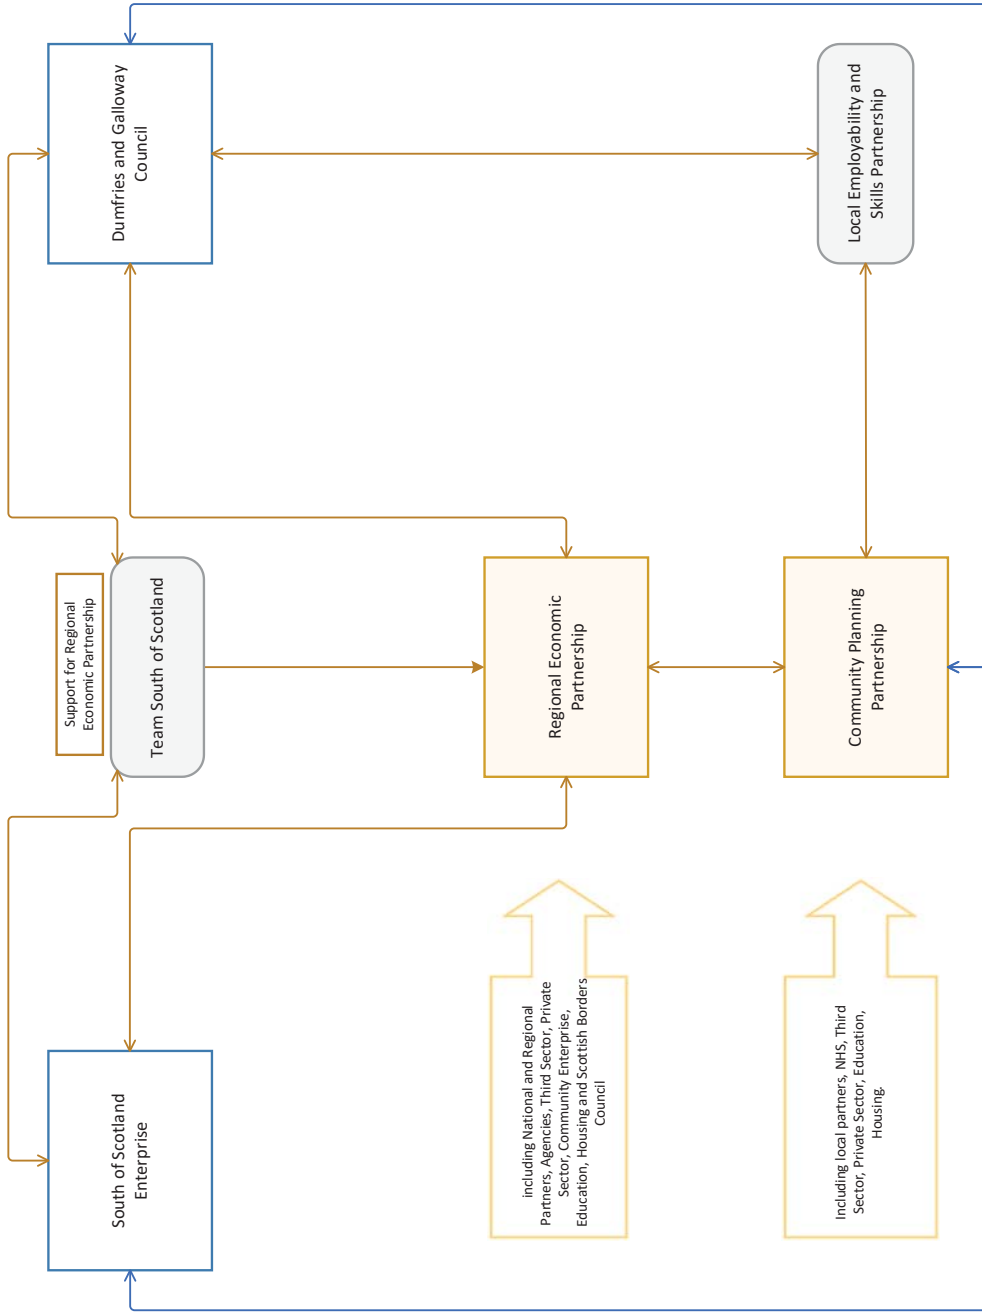 South of Scotland
Enterprise
Support for Regional
Economic Partnership
Team South of Scotland
Dumfries and Galloway
Council
including National and Regional
Partners, Agencies, Third Sector, Private
Sector, Community Enterprise,
Education, Housing and Scottish Borders
Council
Regional Economic
Partnership
Including local partners, NHS, Third
Sector, Private Sector, Education,
Housing.
Community Planning
Partnership
Local Employability and
Skills Partnership